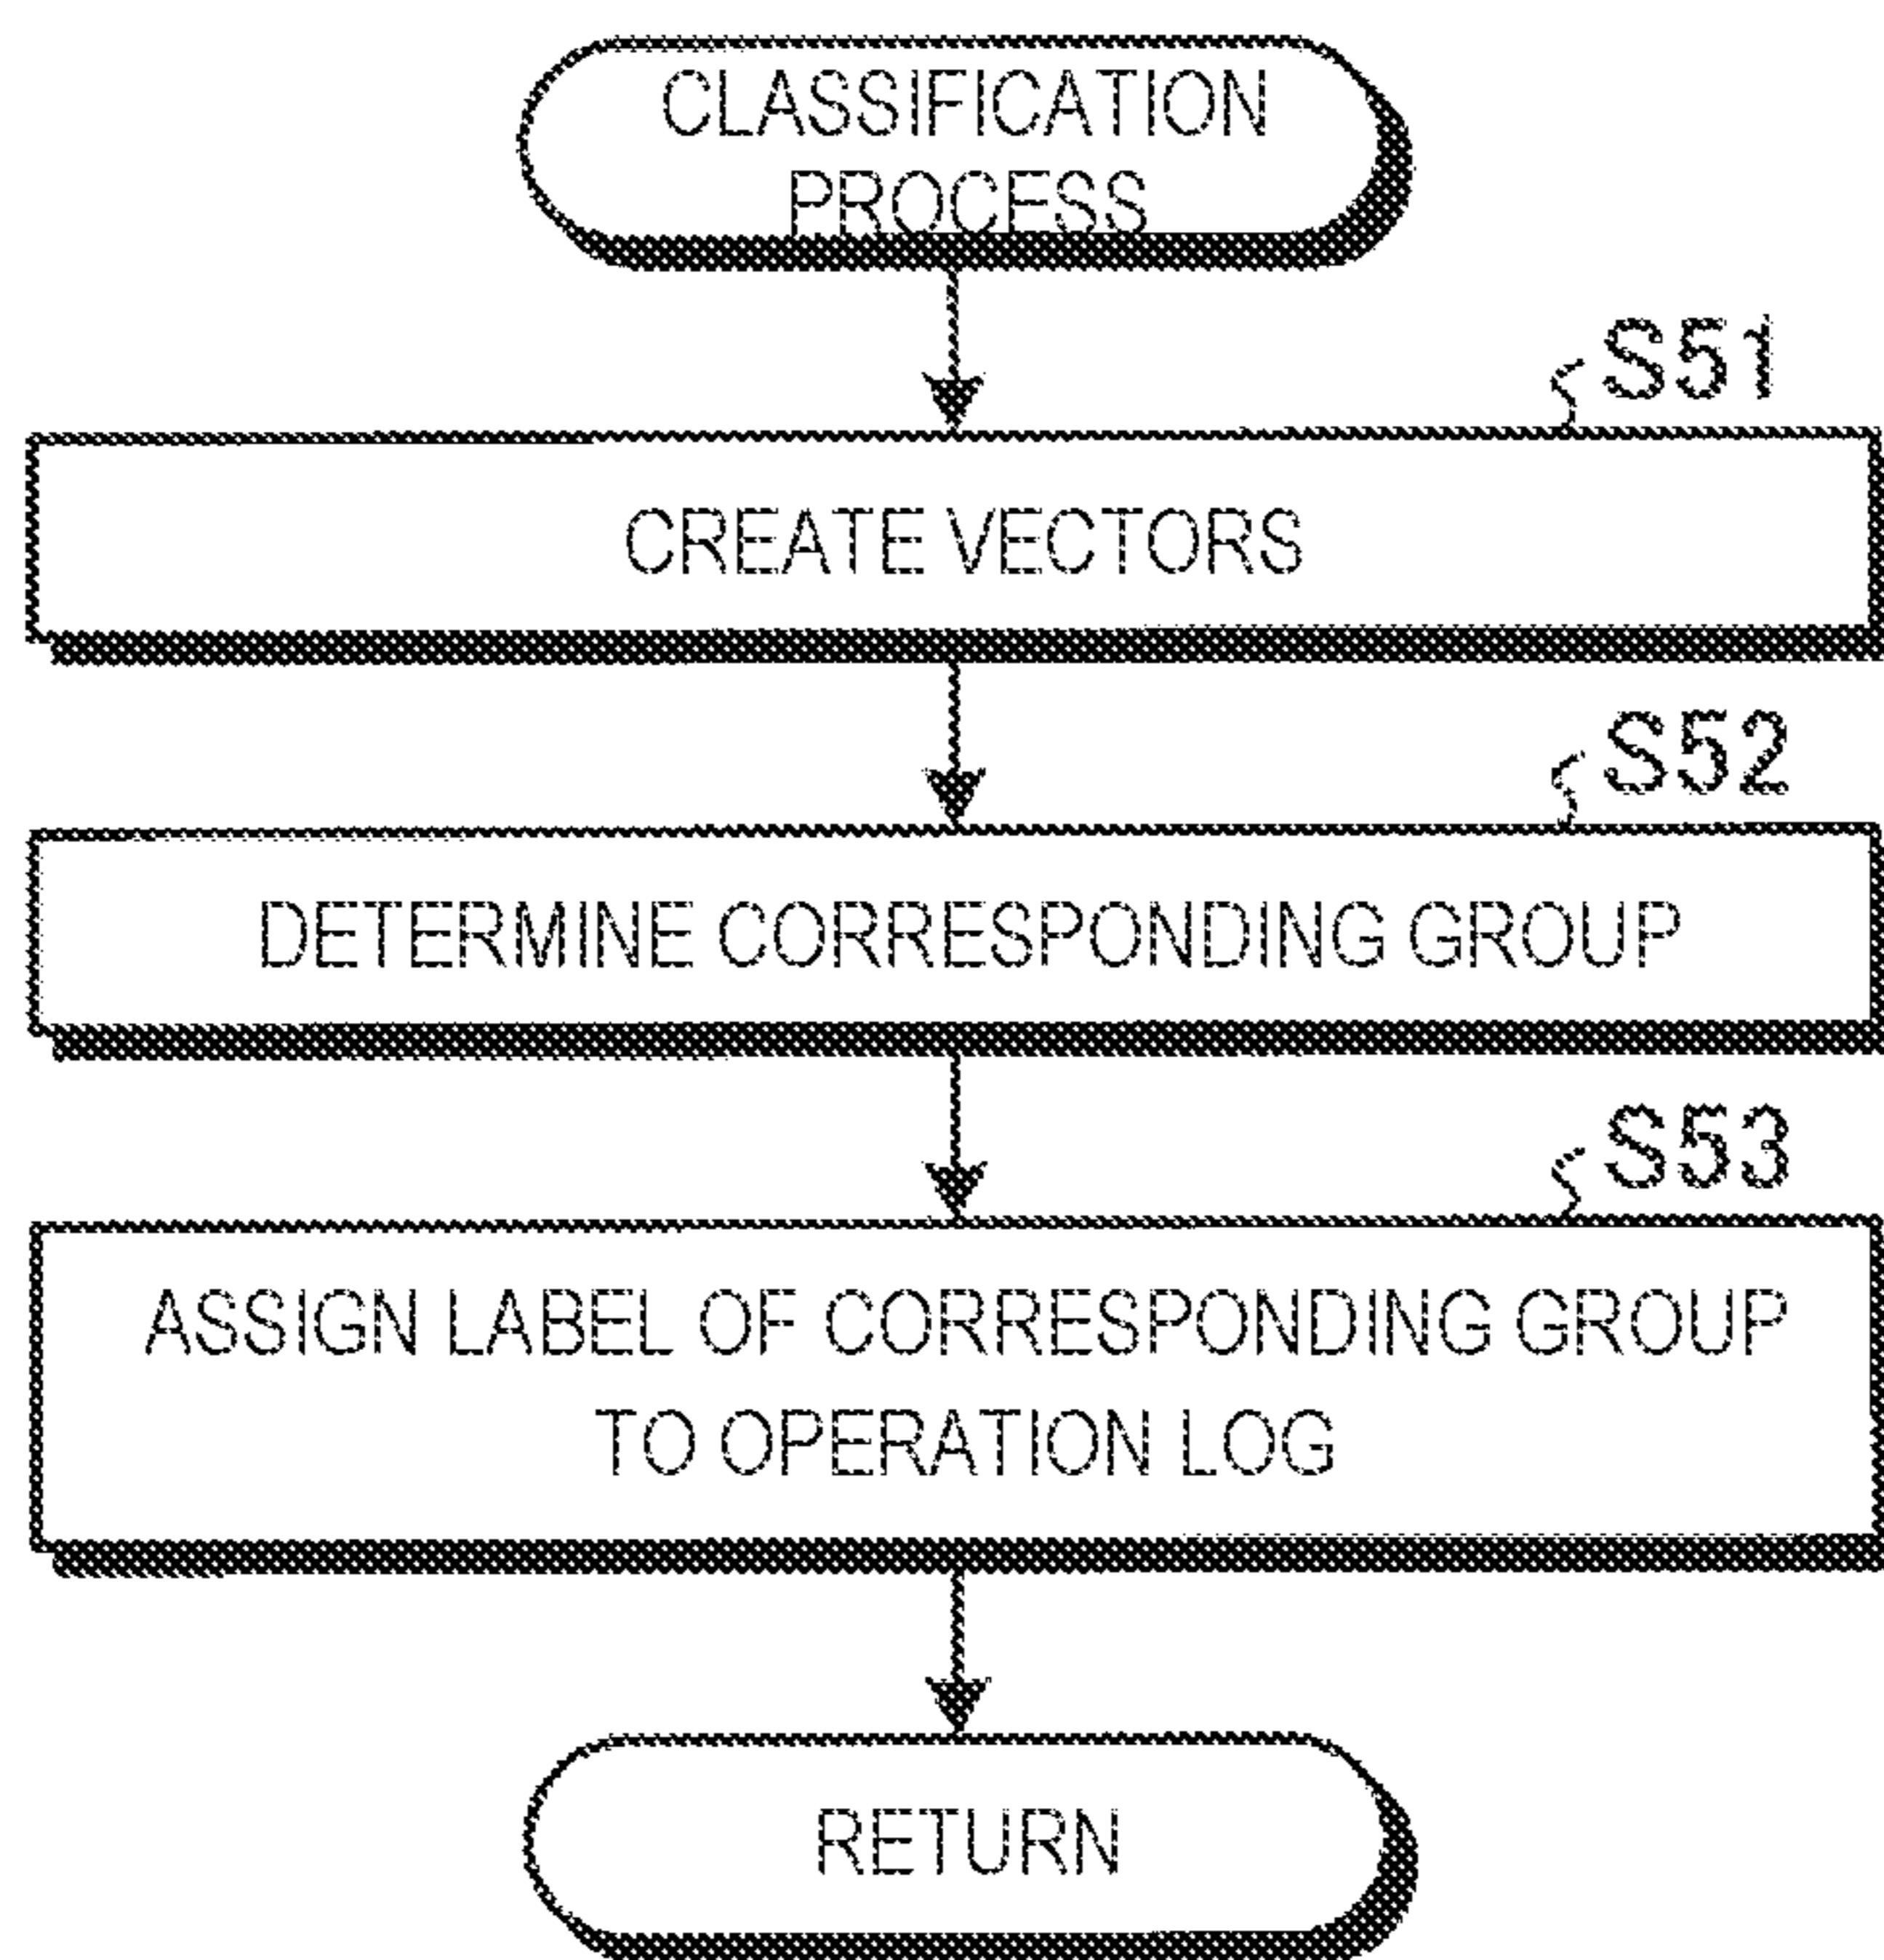 CLASSIFICATION
PROCESS
S51
CREATE VECTORS
S52
DETERMINE CORRESPONDING GROUP
S53
ASSIGN LABEL OF CORRESPONDING GROUP
TO OPERATION LOG
RETURN